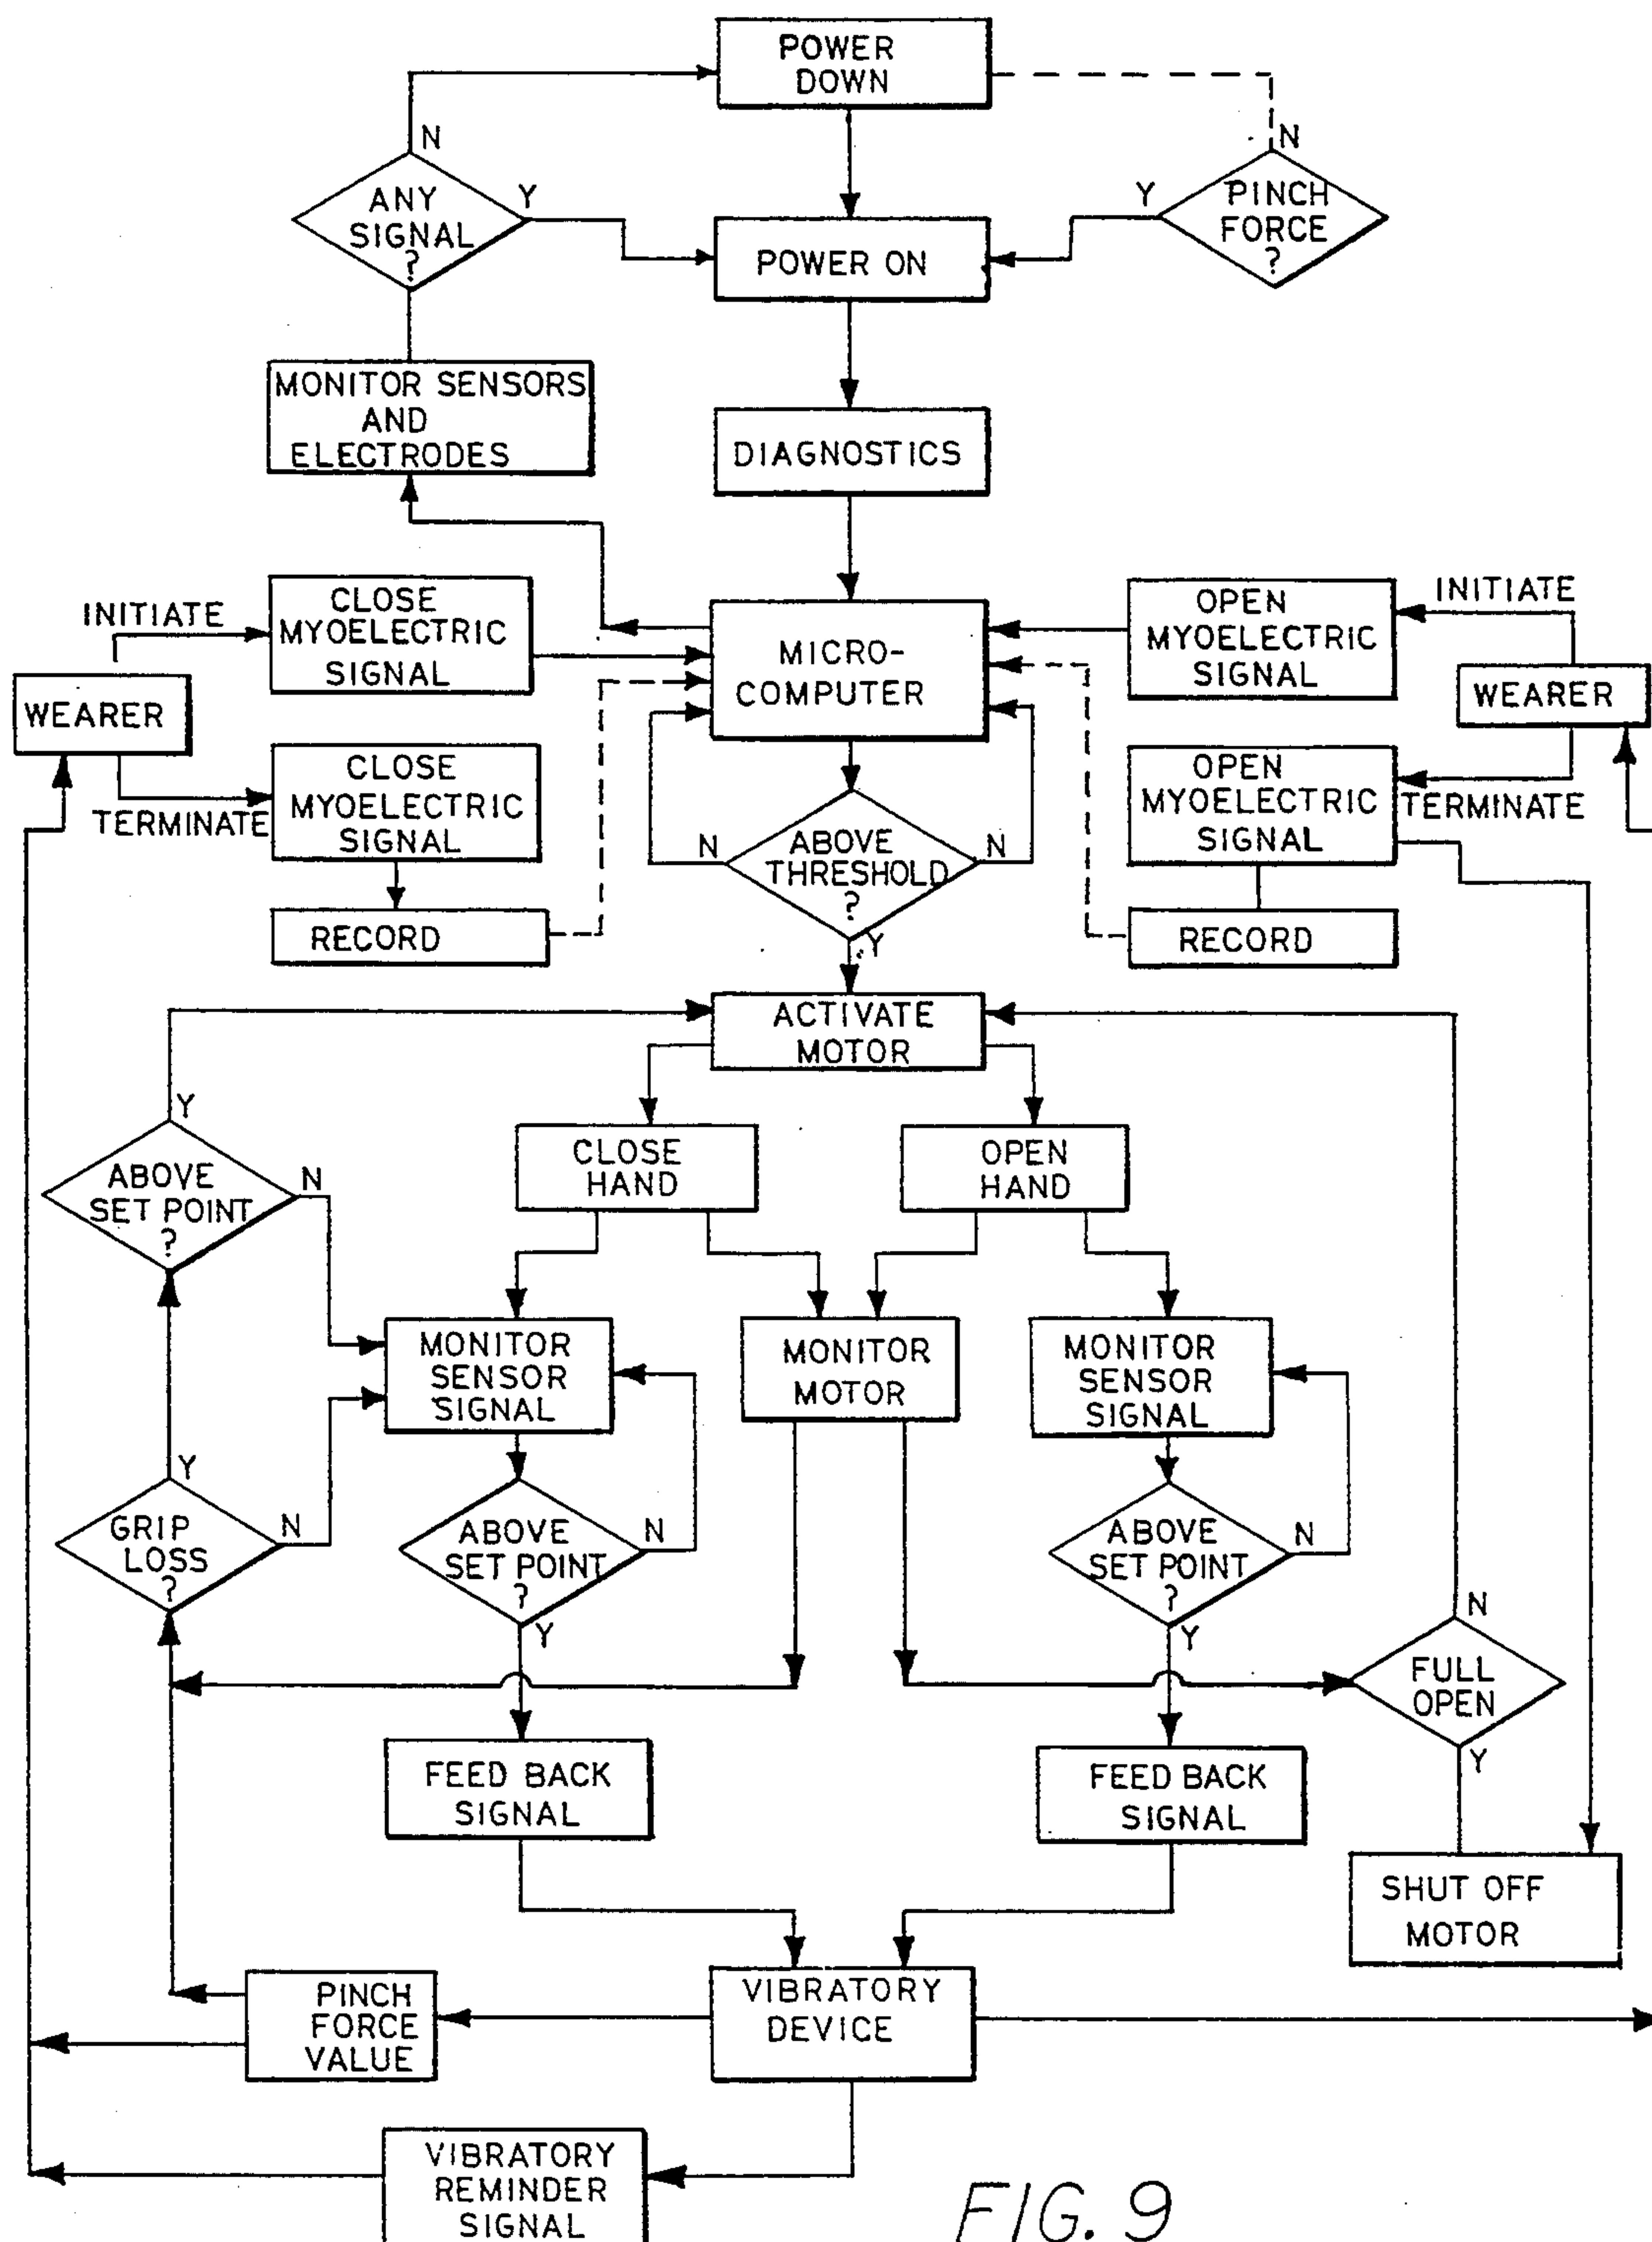 POWER
DOWN
N
N
ANY
SIGNAL
?
Y
Y
PINCH
FORCE
?
POWER ON
MONITOR SENSORS
AND
ELECTRODES
DIAGNOSTICS
INITIATE
CLOSE
MYOELECTRIC
SIGNAL
MICRO-
COMPUTER
OPEN
MYOELECTRIC
SIGNAL
INITIATE
WEARER
WEARER
TERMINATE
CLOSE
MYOELECTRIC
SIGNAL
N
ABOVE
THRESHOLD
?
N
Y
OPEN
MYOELECTRIC
SIGNAL
TERMINATE
RECORD
RECORD
ACTIVATE
MOTOR
Y
ABOVE
SET POINT
?
N
CLOSE
HAND
OPEN
HAND
MONITOR
SENSOR
SIGNAL
MONITOR
MOTOR
MONITOR
SENSOR
SIGNAL
Y
GRIP
LOSS
?
N
ABOVE
SET POINT
?
N
Y
ABOVE
SET POINT
?
N
Y
N
FULL
OPEN
Y
FEED BACK
SIGNAL
FEED BACK
SIGNAL
SHUT OFF
MOTOR
PINCH
FORCE
VALUE
VIBRATORY
DEVICE
VIBRATORY
REMINDER
SIGNAL
FIG. 9